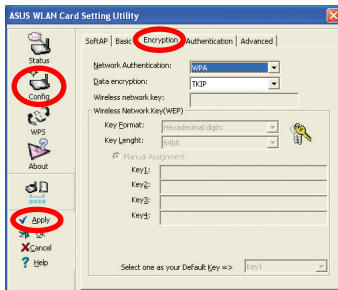 ASUS WLAN Card Setting Utility
Status
Config
WPS
About
Apply
Ok
Cancel
Help
SoftAP Basic Encryption Authentication Advanced
Network Authentication: WPA
Data encryption: TKIP
Wireless network key:
Wireless Network Key(WEP)
Key Format: Hexadecimal digits
Key Lenght: 64bit
Manual Assignment
Key1:
Key2:
Key3:
Key4:
Select one as your Default Key => Key1